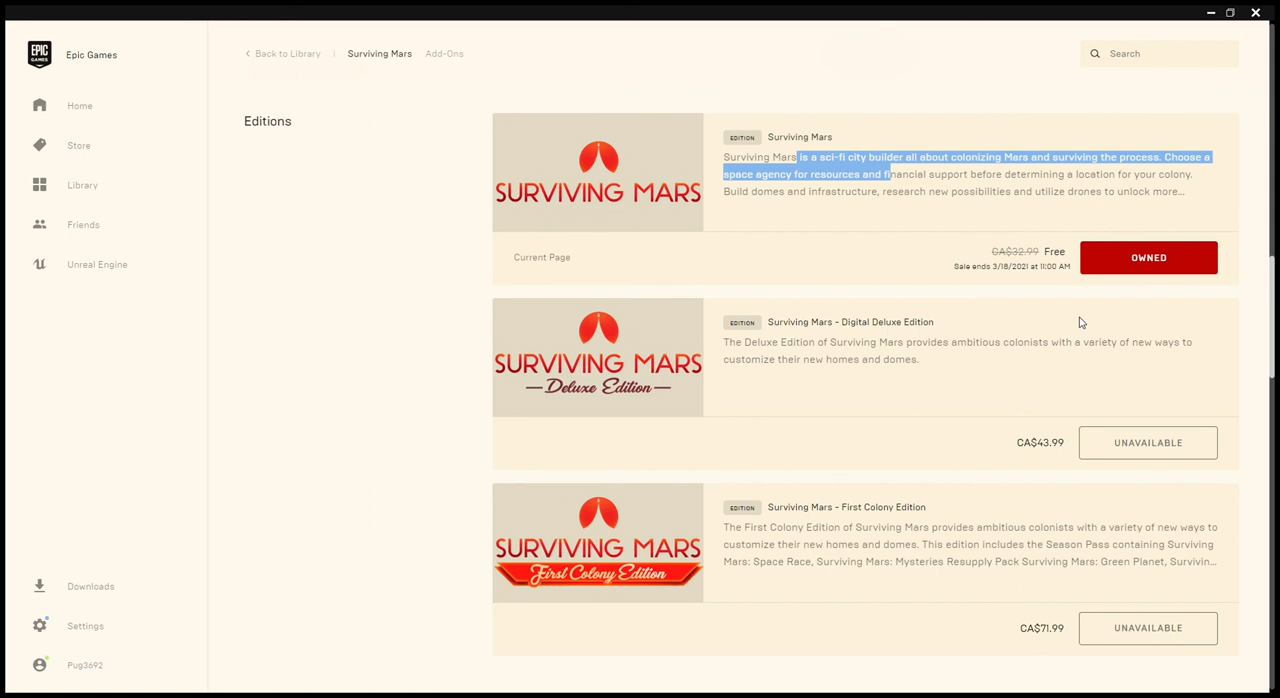 EPIC
GAMES
Epic Games
Home
Store
Library
Friends
Unreal Engine
Downloads
Settings
Pug3692
Back to Library | Surviving Mars Add-Ons
Search
Editions
SURVIVING MARS
EDITION Surviving Mars
Surviving Mars is a sci-fi city builder all about colonizing Mars and surviving the process. Choose a
space agency for resources and financial support before determining a location for your colony.
Build domes and infrastructure, research new possibilities and utilize drones to unlock more...
Current Page
CA$32.99 Free
Sale ends 3/18/2021 at 11:00 AM
OWNED
SURVIVING MARS
Deluxe Edition
EDITION Surviving Mars - Digital Deluxe Edition
The Deluxe Edition of Surviving Mars provides ambitious colonists with a variety of new ways to
customize their new homes and domes.
CA$43.99
UNAVAILABLE
SURVIVING MARS
First Colony Edition
EDITION Surviving Mars - First Colony Edition
The First Colony Edition of Surviving Mars provides ambitious colonists with a variety of new ways to
customize their new homes and domes. This edition includes the Season Pass containing Surviving
Mars: Space Race, Surviving Mars: Mysteries Resupply Pack Surviving Mars: Green Planet, Survivin...
CA$71.99
UNAVAILABLE